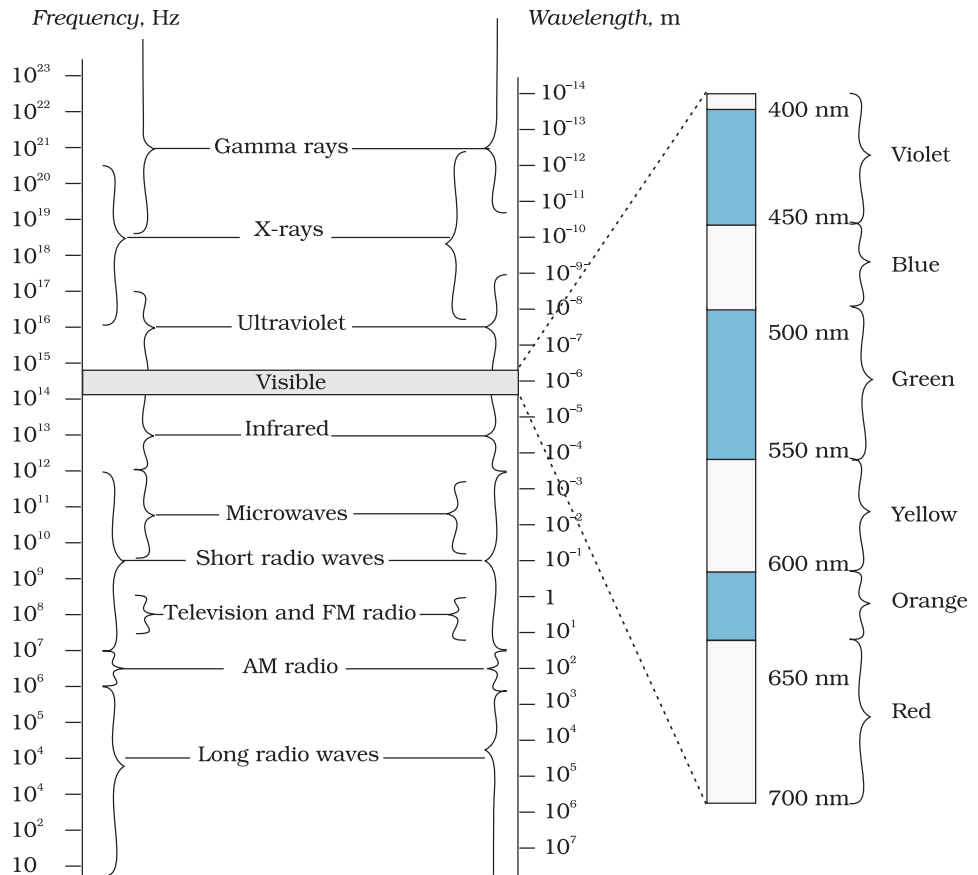 Frequency, Hz
Wavelength, m
10²³
10²²
10²¹
10²⁰
10¹⁹
10¹⁸
10¹⁷
10¹⁶
10¹⁵
10¹⁴
10¹³
10¹²
10¹¹
10¹⁰
10⁹
10⁸
10⁷
10⁶
10⁵
10⁴
10⁴
10²
10
Gamma rays
X-rays
Ultraviolet
Visible
Infrared
Microwaves
Short radio waves
Television and FM radio
AM radio
Long radio waves
10⁻¹⁴
10⁻¹³
10⁻¹²
10⁻¹¹
10⁻¹⁰
10⁻⁹
10⁻⁸
10⁻⁷
10⁻⁶
10⁻⁵
10⁻⁴
10⁻³
10⁻²
10⁻¹
1
10¹
10²
10³
10⁴
10⁵
10⁶
10⁷
400 nm
450 nm
500 nm
550 nm
600 nm
650 nm
700 nm
Violet
Blue
Green
Yellow
Orange
Red